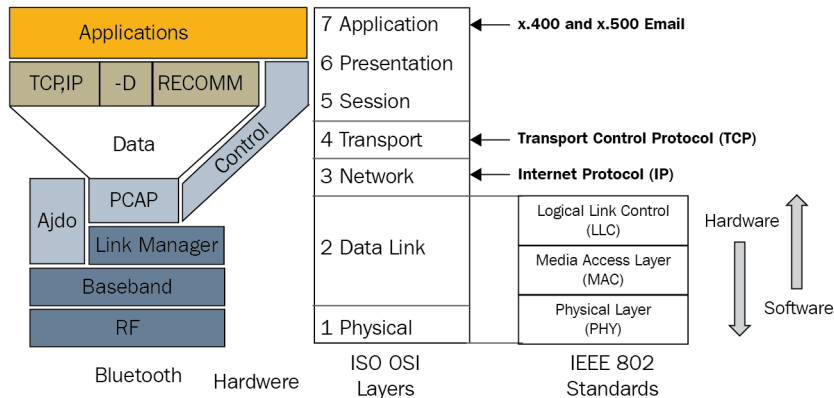 Applications
TCP,IP -D RECOMM
Data
Control
PCAP
Ajdo
Link Manager
Baseband
RF
Bluetooth
Hardwere
7 Application
6 Presentation
5 Session
4 Transport
3 Network
2 Data Link
1 Physical
ISO OSI
Layers
x.400 and x.500 Email
Transport Control Protocol (TCP)
Internet Protocol (IP)
Logical Link Control
(LLC)
Media Access Layer
(MAC)
Physical Layer
(PHY)
IEEE 802
Standards
Hardware
Software